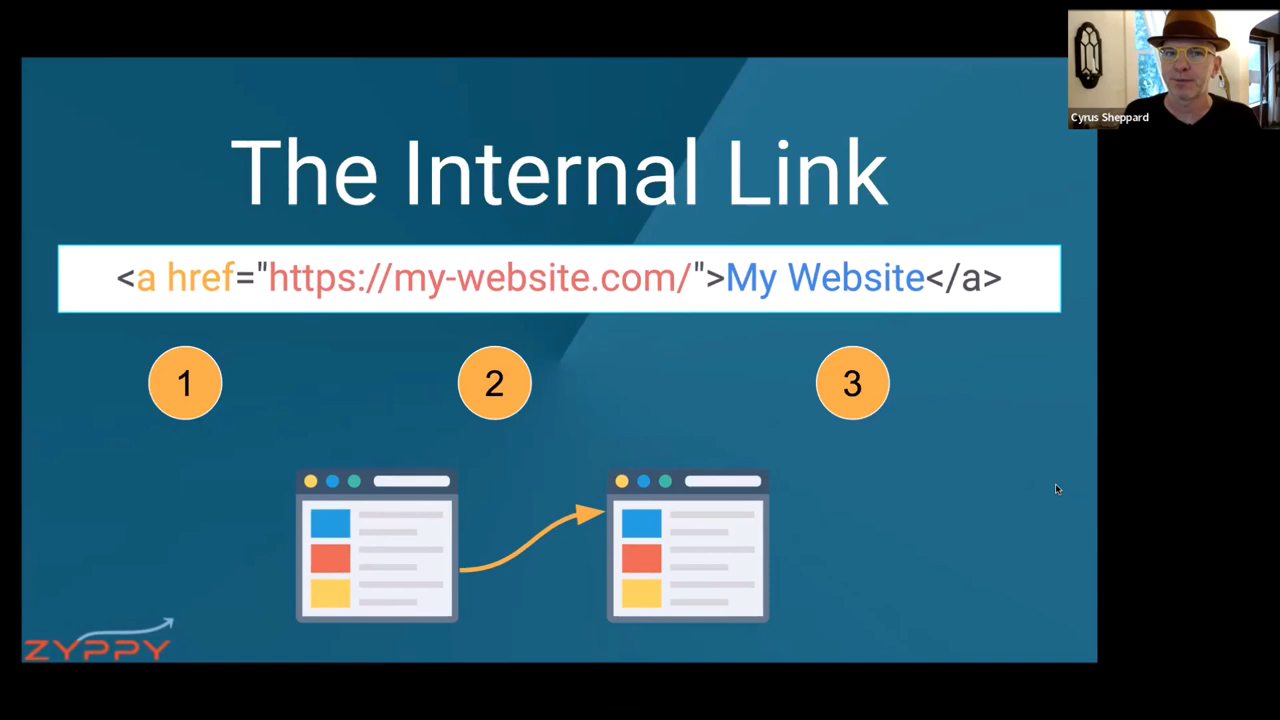 Cyrus Sheppard
The Internal Link
<a href="https://my-website.com/">My Website</a>
1
2
3
ZYPPY